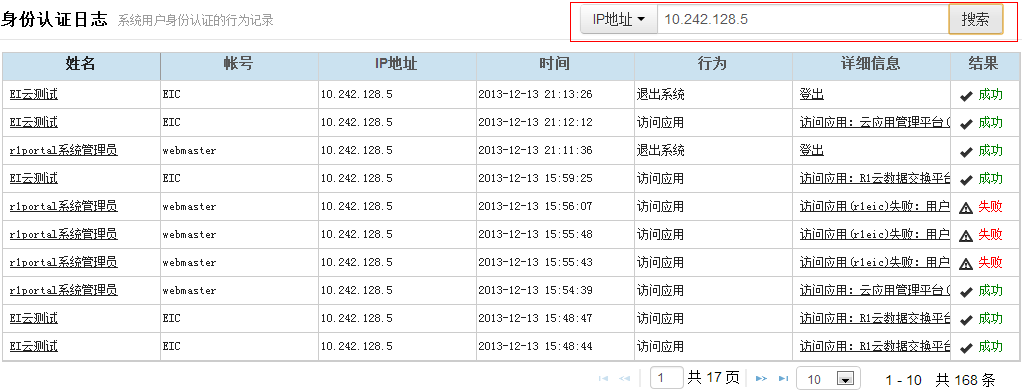 身份认证日志 系统用户身份认证的行为记录 IP地址 10.242.128.5 搜索
姓名 帐号 IP地址 时间 行为 详细信息 结果
EI云测试 EIC 10.242.128.5 2013-12-13 21:13:26 退出系统 登出 成功
EI云测试 EIC 10.242.128.5 2013-12-13 21:12:12 访问应用 访问应用: 云应用管理平台( 成功
r1portal系统管理员 webmaster 10.242.128.5 2013-12-13 21:11:36 退出系统 登出 成功
EI云测试 EIC 10.242.128.5 2013-12-13 15:59:25 访问应用 访问应用: R1云数据交换平台 成功
r1portal系统管理员 webmaster 10.242.128.5 2013-12-13 15:56:07 访问应用 访问应用(r1eic)失败: 用户 失败
r1portal系统管理员 webmaster 10.242.128.5 2013-12-13 15:55:48 访问应用 访问应用(r1eic)失败: 用户 失败
r1portal系统管理员 webmaster 10.242.128.5 2013-12-13 15:55:43 访问应用 访问应用(r1eic)失败: 用户 失败
r1portal系统管理员 webmaster 10.242.128.5 2013-12-13 15:54:39 访问应用 访问应用: 云应用管理平台( 成功
EI云测试 EIC 10.242.128.5 2013-12-13 15:48:47 访问应用 访问应用: R1云数据交换平台 成功
EI云测试 EIC 10.242.128.5 2013-12-13 15:48:44 访问应用 访问应用: R1云数据交换平台 成功
1 共 17 页 10 1 - 10 共 168 条